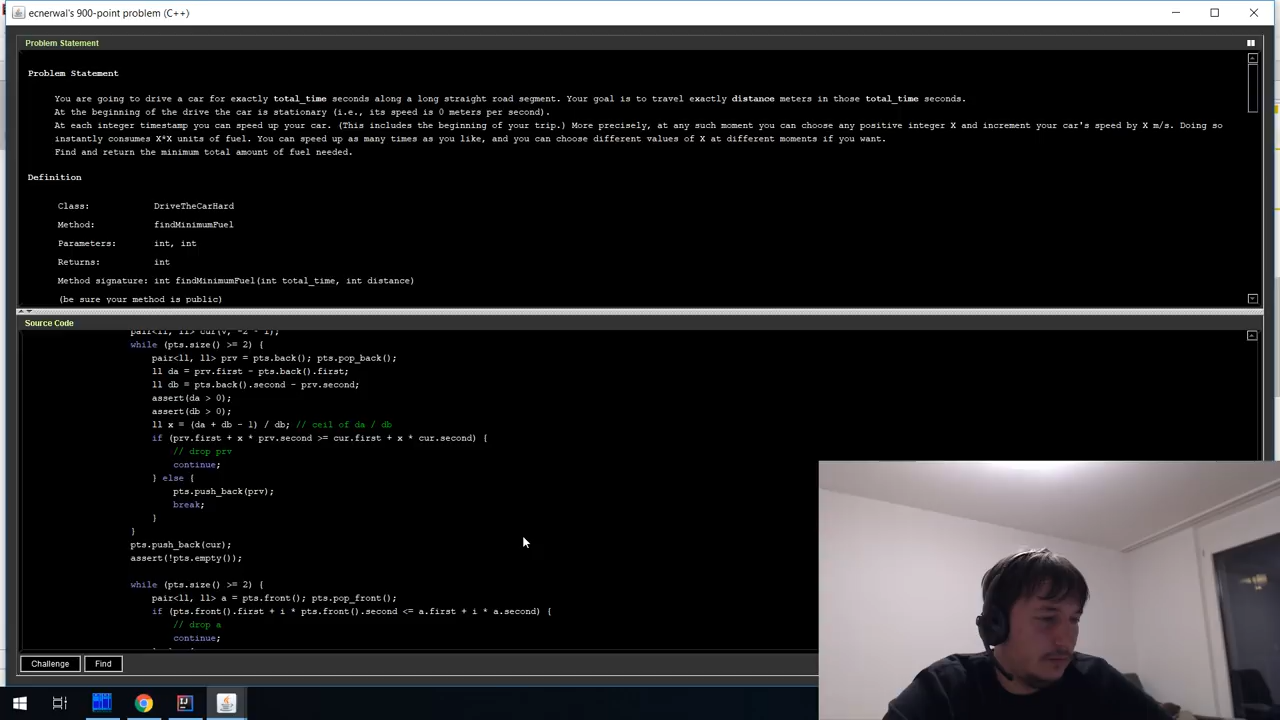 ecnerwal's 900-point problem (C++)
Problem Statement
Problem Statement
You are going to drive a car for exactly total_time seconds along a long straight road segment. Your goal is to travel exactly distance meters in those total_time seconds.
At the beginning of the drive the car is stationary (i.e., its speed is 0 meters per second).
At each integer timestamp you can speed up your car. (This includes the beginning of your trip.) More precisely, at any such moment you can choose any positive integer X and increment your car's speed by X m/s. Doing so
instantly consumes X*X units of fuel. You can speed up as many times as you like, and you can choose different values of X at different moments if you want.
Find and return the minimum total amount of fuel needed.
Definition
Class: DriveTheCarHard
Method: findMinimumFuel
Parameters: int, int
Returns: int
Method signature: int findMinimumFuel(int total_time, int distance)
(be sure your method is public)
Source Code
pair<ll, ll> cur(v, -2 * i);
while (pts.size() >= 2) {
pair<ll, ll> prv = pts.back(); pts.pop_back();
ll da = prv.first - pts.back().first;
ll db = pts.back().second - prv.second;
assert(da > 0);
assert(db > 0);
ll x = (da + db - 1) / db; // ceil of da / db
if (prv.first + x * prv.second >= cur.first + x * cur.second) {
// drop prv
continue;
} else {
pts.push_back(prv);
break;
}
}
pts.push_back(cur);
assert(!pts.empty());
while (pts.size() >= 2) {
pair<ll, ll> a = pts.front(); pts.pop_front();
if (pts.front().first + i * pts.front().second <= a.first + i * a.second) {
// drop a
continue;
Challenge
Find